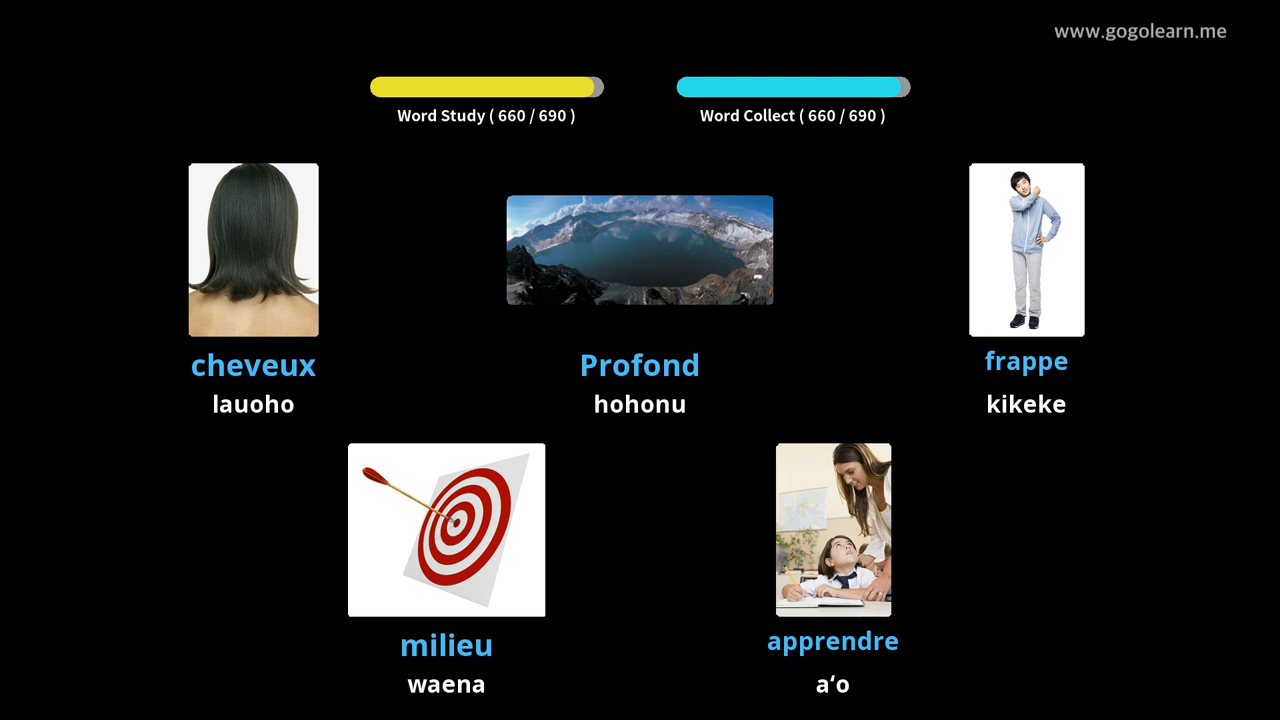 www.gogolearn.me
Word Study ( 660 / 690 )
Word Collect ( 660 / 690 )
cheveux
lauoho
Profond
hohonu
frappe
kikeke
milieu
waena
apprendre
aʻo